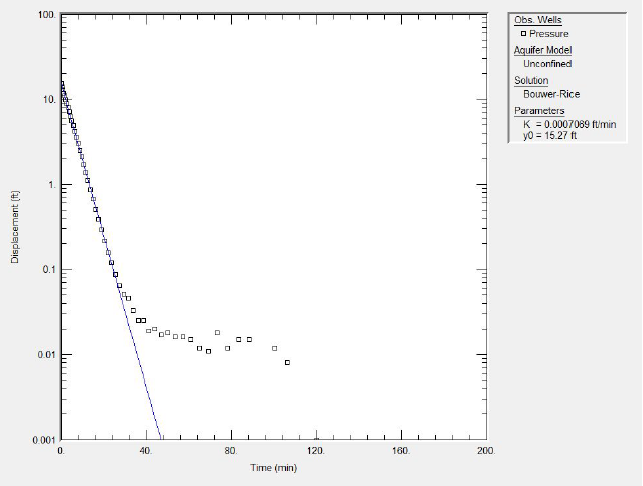 100.
10.
1.
0.1
0.01
0.001
0.
40.
80.
120.
160.
200.
Time (min)
Displacement (ft)
Obs. Wells
Pressure
Aquifer Model
Unconfined
Solution
Bouwer-Rice
Parameters
K = 0.0007069 ft/min
y0 = 15.27 ft